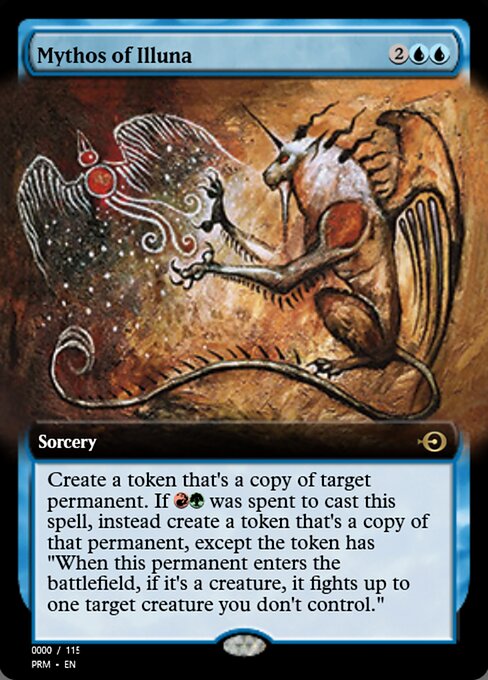 Mythos of Illuna
2
Sorcery
Create a token that's a copy of target
permanent. If was spent to cast this
spell, instead create a token that's a copy of
that permanent, except the token has
"When this permanent enters the
battlefield, if it's a creature, it fights up to
one target creature you don't control."
0000 / 115
PRM • EN